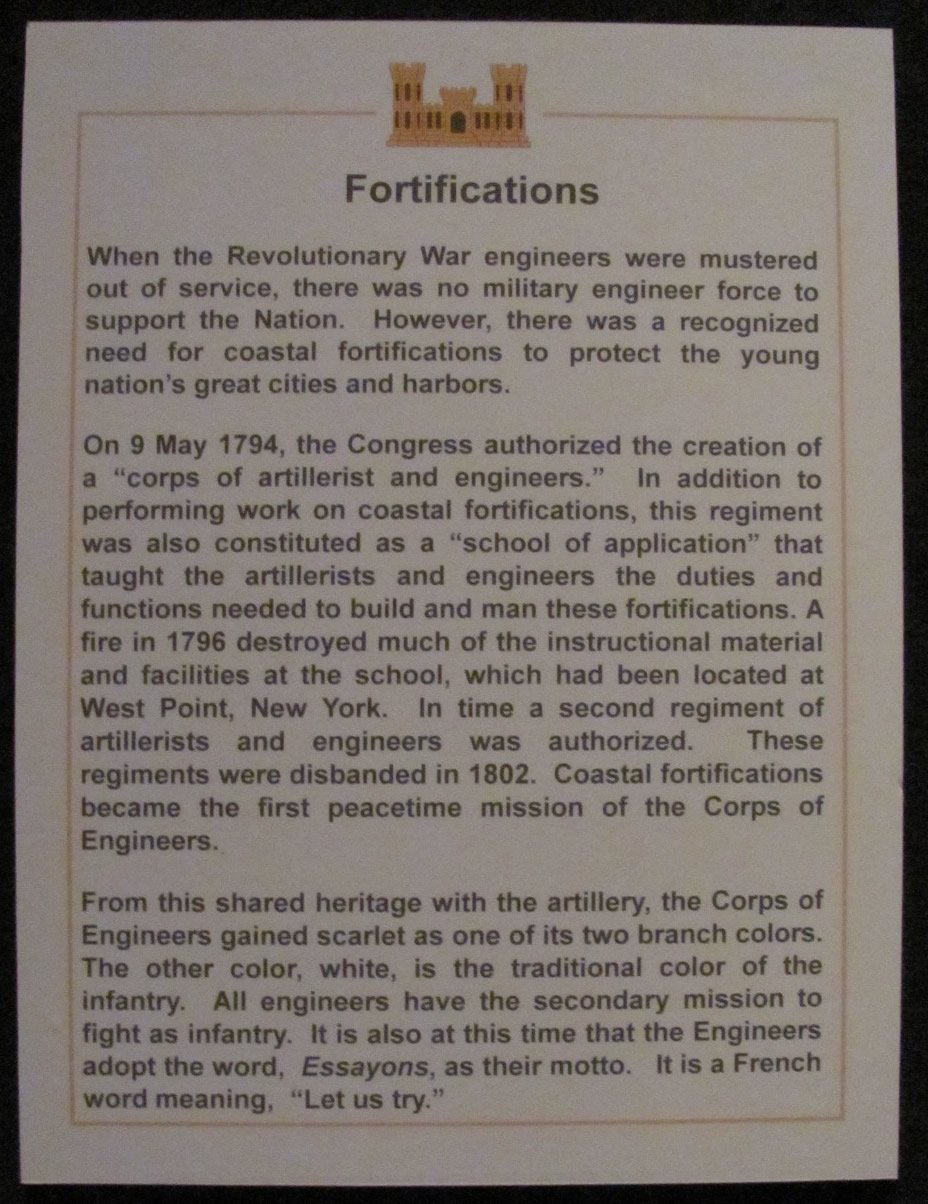 Fortifications
When the Revolutionary War engineers were mustered
out of service, there was no military engineer force to
support the Nation. However, there was a recognized
need for coastal fortifications to protect the young
nation's great cities and harbors.
On 9 May 1794, the Congress authorized the creation of
a “corps of artillerist and engineers.” In addition to
performing work on coastal fortifications, this regiment
was also constituted as a “school of application” that
taught the artillerists and engineers the duties and
functions needed to build and man these fortifications. A
fire in 1796 destroyed much of the instructional material
and facilities at the school, which had been located at
West Point, New York. In time a second regiment of
artillerists and engineers was authorized. These
regiments were disbanded in 1802. Coastal fortifications
became the first peacetime mission of the Corps of
Engineers.
From this shared heritage with the artillery, the Corps of
Engineers gained scarlet as one of its two branch colors.
The other color, white, is the traditional color of the
infantry. All engineers have the secondary mission to
fight as infantry. It is also at this time that the Engineers
adopt the word, Essayons, as their motto. It is a French
word meaning, “Let us try.”